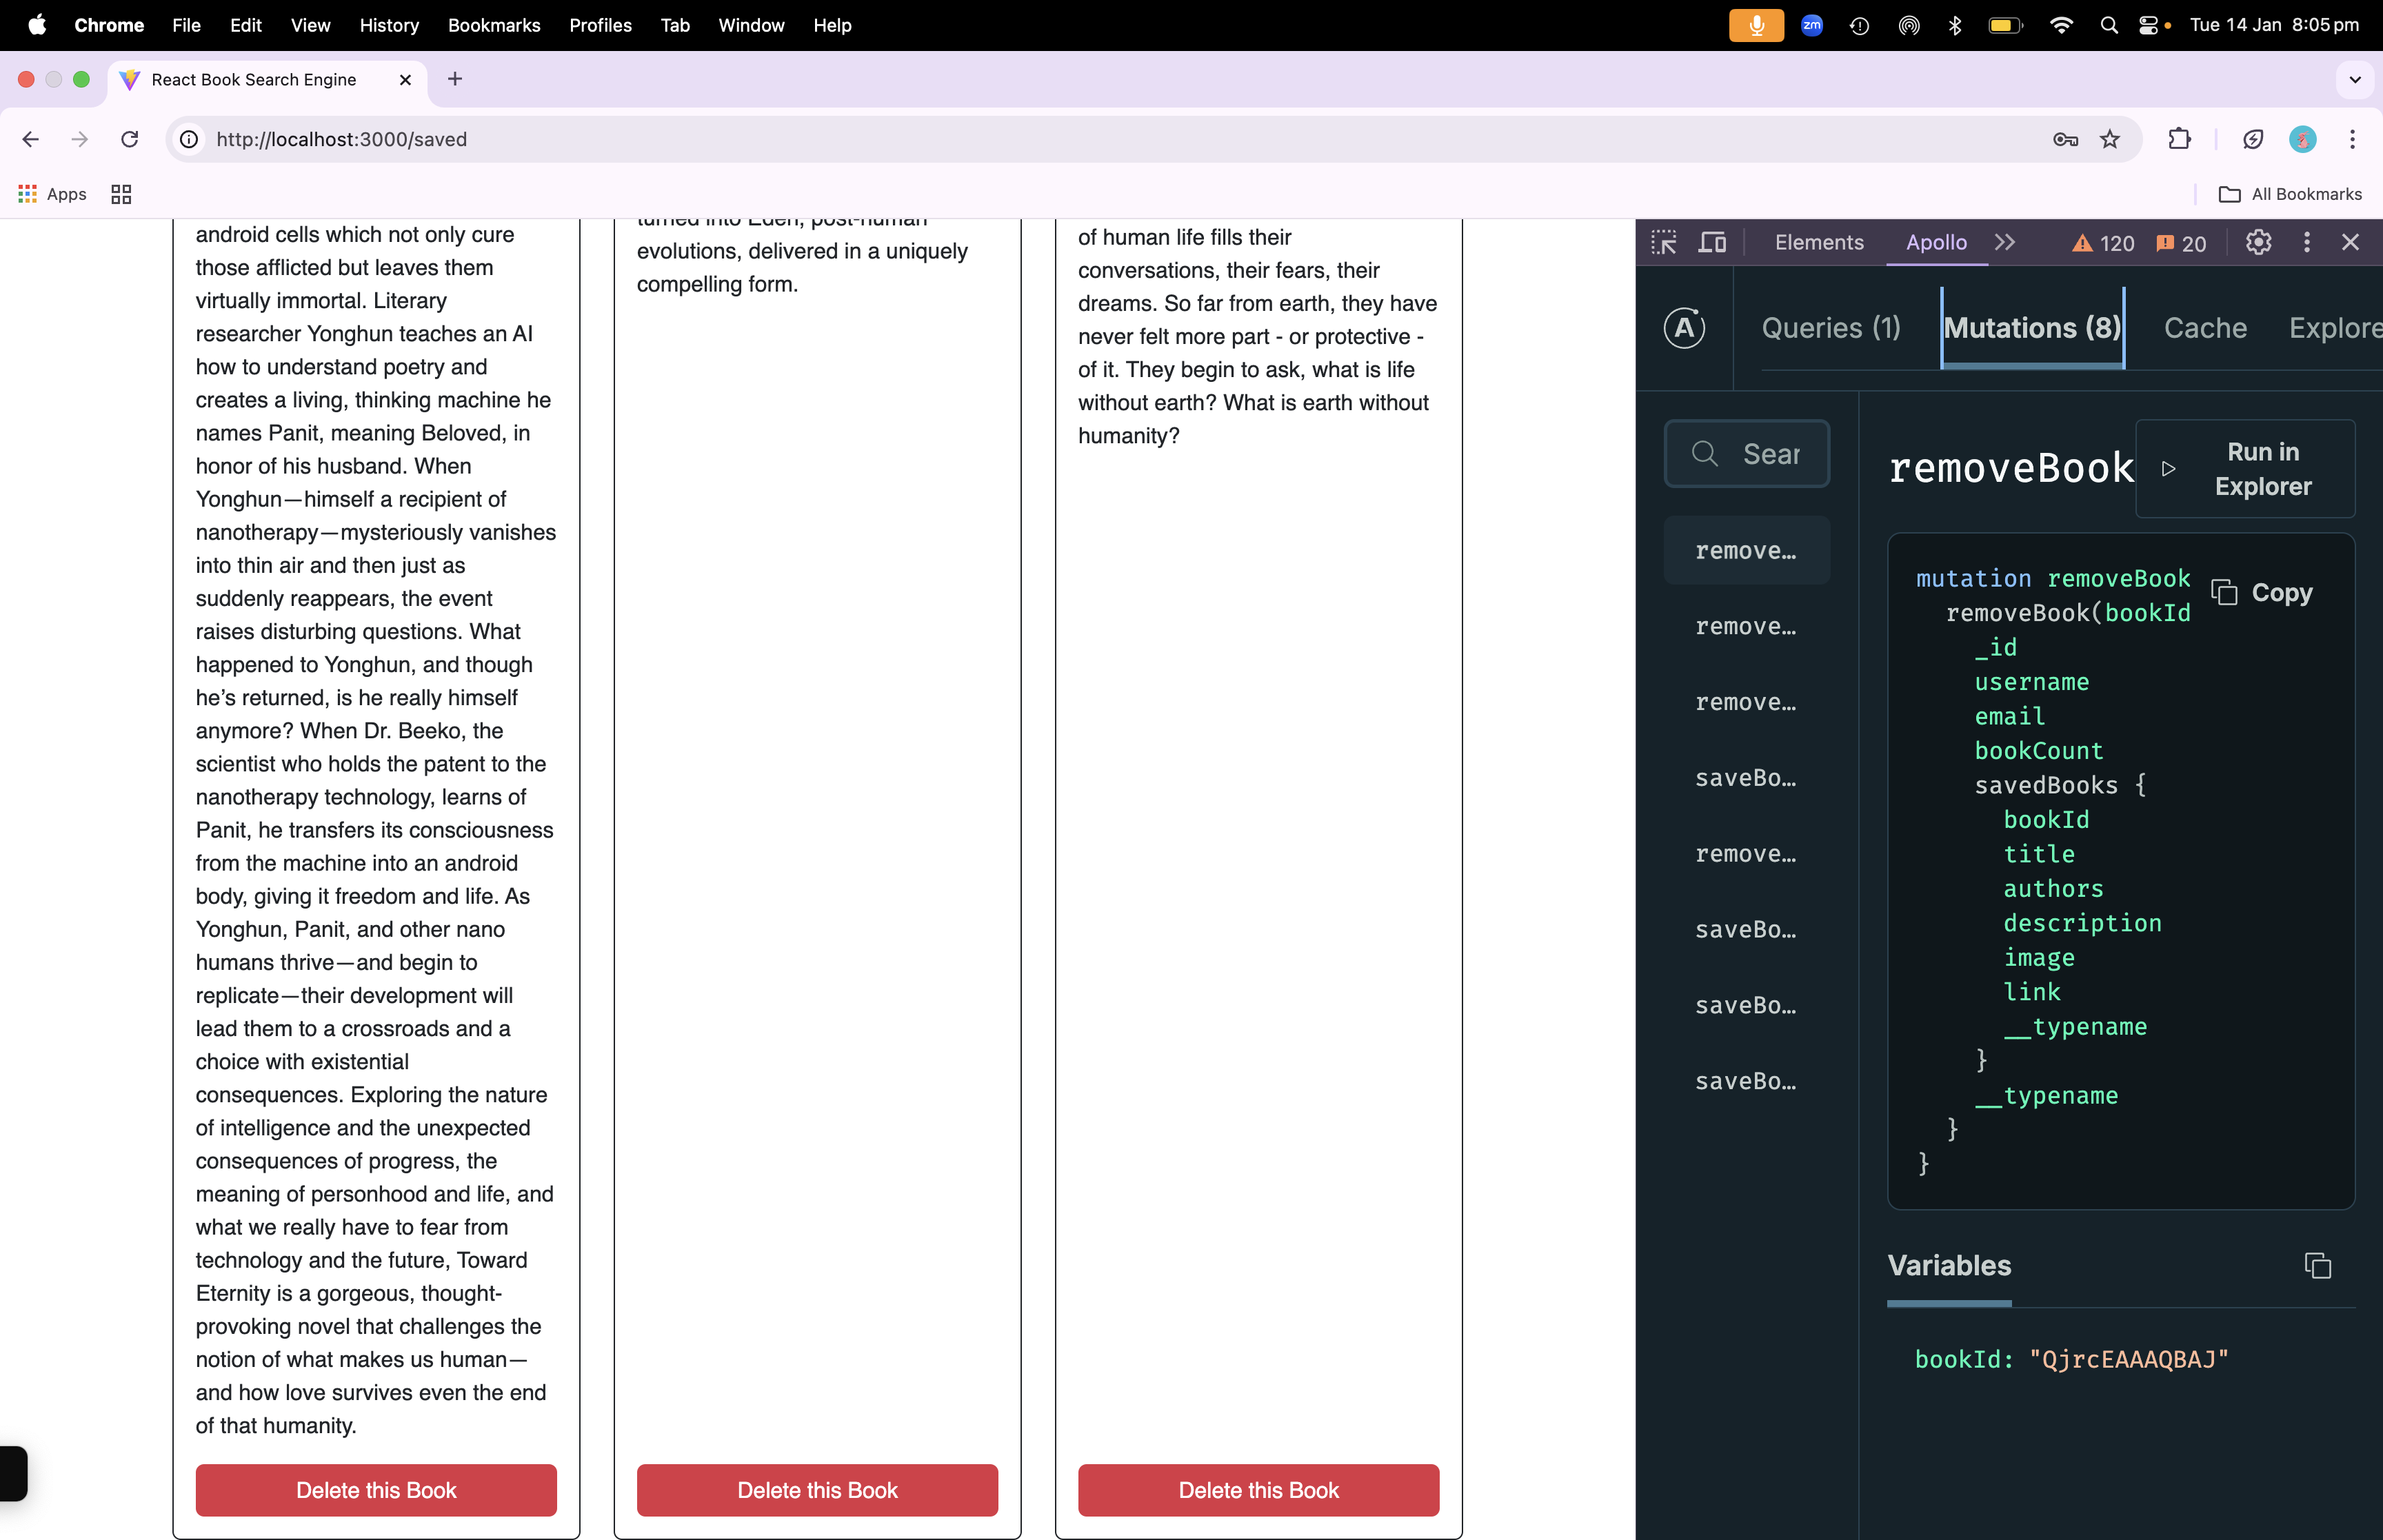 Chrome File Edit View History Bookmarks Profiles Tab Window Help
zm
Tue 14 Jan 8:05 pm
React Book Search Engine
http://localhost:3000/saved
Apps
All Bookmarks
android cells which not only cure
those afflicted but leaves them
virtually immortal. Literary
researcher Yonghun teaches an AI
how to understand poetry and
creates a living, thinking machine he
names Panit, meaning Beloved, in
honor of his husband. When
Yonghun—himself a recipient of
nanotherapy—mysteriously vanishes
into thin air and then just as
suddenly reappears, the event
raises disturbing questions. What
happened to Yonghun, and though
he’s returned, is he really himself
anymore? When Dr. Beeko, the
scientist who holds the patent to the
nanotherapy technology, learns of
Panit, he transfers its consciousness
from the machine into an android
body, giving it freedom and life. As
Yonghun, Panit, and other nano
humans thrive—and begin to
replicate—their development will
lead them to a crossroads and a
choice with existential
consequences. Exploring the nature
of intelligence and the unexpected
consequences of progress, the
meaning of personhood and life, and
what we really have to fear from
technology and the future, Toward
Eternity is a gorgeous, thought-
provoking novel that challenges the
notion of what makes us human—
and how love survives even the end
of that humanity.
Delete this Book
turned into Eden, post-human
evolutions, delivered in a uniquely
compelling form.
Delete this Book
of human life fills their
conversations, their fears, their
dreams. So far from earth, they have
never felt more part - or protective -
of it. They begin to ask, what is life
without earth? What is earth without
humanity?
Delete this Book
Elements Apollo 120 20
Queries (1) Mutations (8) Cache Explore
Sear
remove…
remove…
remove…
saveBo…
remove…
saveBo…
saveBo…
saveBo…
removeBook
Run in
Explorer
mutation removeBook
Copy
removeBook(bookId
_id
username
email
bookCount
savedBooks {
bookId
title
authors
description
image
link
__typename
}
__typename
}
}
Variables
bookId: "QjrcEAAAQBAJ"